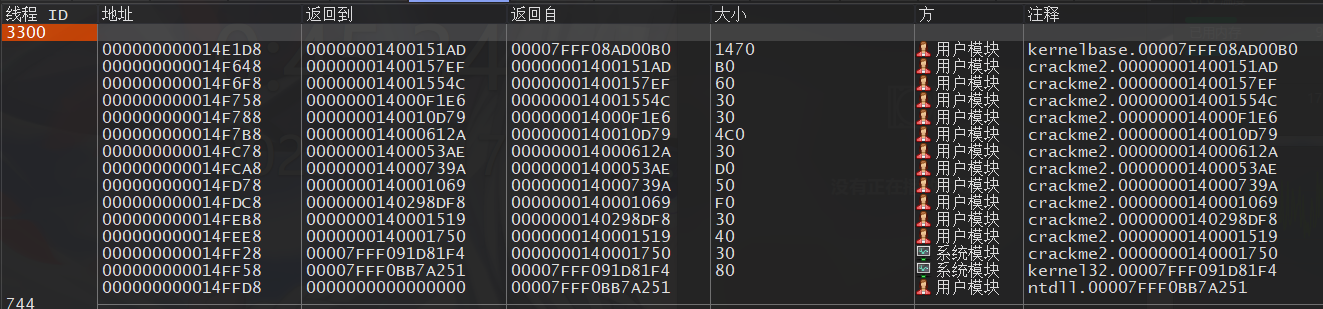 线程 ID 地址 返回到 返回自 大小 方 注释
3300
000000000014E1D8 00000001400151AD 00007FFF08AD00B0 1470 用户模块 kernelbase.00007FFF08AD00B0
000000000014F648 00000001400157EF 00000001400151AD B0 用户模块 crackme2.00000001400151AD
000000000014F6F8 000000014001554C 00000001400157EF 60 用户模块 crackme2.00000001400157EF
000000000014F758 000000014000F1E6 000000014001554C 30 用户模块 crackme2.000000014001554C
000000000014F788 0000000140010D79 000000014000F1E6 30 用户模块 crackme2.000000014000F1E6
000000000014F7B8 000000014000612A 0000000140010D79 4C0 用户模块 crackme2.0000000140010D79
000000000014FC78 00000001400053AE 000000014000612A 30 用户模块 crackme2.000000014000612A
000000000014FCA8 000000014000739A 00000001400053AE D0 用户模块 crackme2.00000001400053AE
000000000014FD78 0000000140001069 000000014000739A 50 用户模块 crackme2.000000014000739A
000000000014FDC8 0000000140298DF8 0000000140001069 F0 用户模块 crackme2.0000000140001069
000000000014FEB8 0000000140001519 0000000140298DF8 30 用户模块 crackme2.0000000140298DF8
000000000014FEE8 0000000140001750 0000000140001519 40 用户模块 crackme2.0000000140001519
000000000014FF28 00007FFF091D81F4 0000000140001750 30 系统模块 crackme2.0000000140001750
000000000014FF58 00007FFF0BB7A251 00007FFF091D81F4 80 系统模块 kernel32.00007FFF091D81F4
000000000014FFD8 0000000000000000 00007FFF0BB7A251 用户模块 ntdll.00007FFF0BB7A251
744